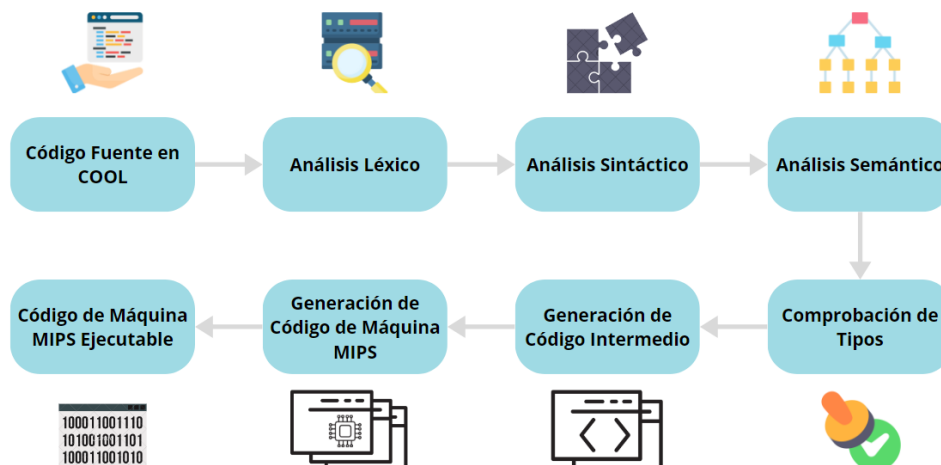 Código Fuente en
COOL
Análisis Léxico
Análisis Sintáctico
Análisis Semántico
Código de Máquina
MIPS Ejecutable
Generación de
Código de Máquina
MIPS
Generación de
Código Intermedio
Comprobación de
Tipos
100011001110
101001001101
100011001010